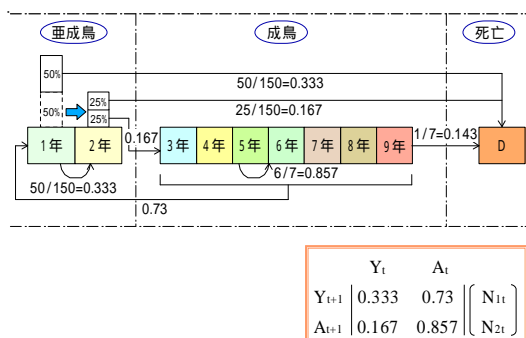 亜成鳥 成鳥 死亡
50%
50/150=0.333
50% 25%
25/150=0.167
25% 0.167 1/7=0.143
1年 2年 3年 4年 5年 6年 7年 8年 9年 D
50/150=0.333 6/7=0.857
0.73
Yt At
Yt+1 0.333 0.73 N1t
At+1 0.167 0.857 N2t